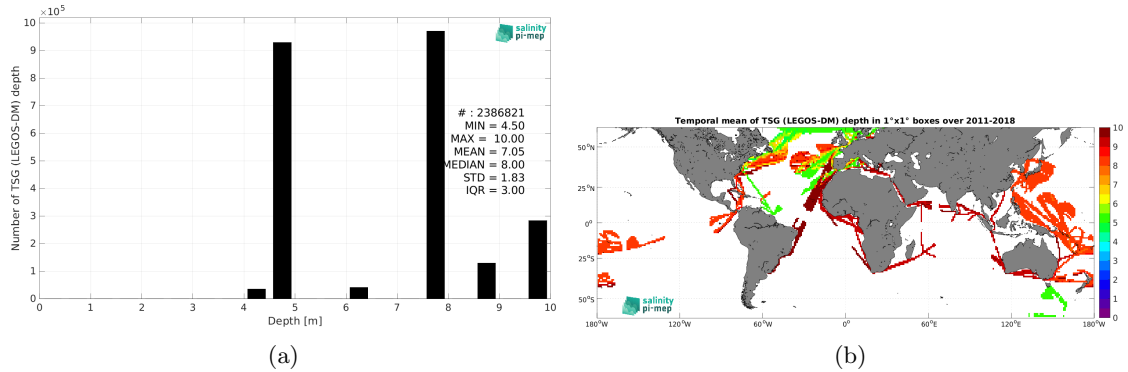 10 × 10⁵
9
8
7
6
5
4
3
2
1
0
Number of TSG (LEGOS-DM) depth
salinity
pi-mep
# : 2386821
MIN = 4.50
MAX = 10.00
MEAN = 7.05
MEDIAN = 8.00
STD = 1.83
IQR = 3.00
0 1 2 3 4 5 6 7 8 9 10
Depth [m]
(a)
Temporal mean of TSG (LEGOS-DM) depth in 1°x1° boxes over 2011-2018
50°N
25°N
0°
25°S
50°S
salinity
pi-mep
180°W 120°W 60°W 0° 60°E 120°E 180°W
10
9
8
7
6
5
4
3
2
1
0
(b)